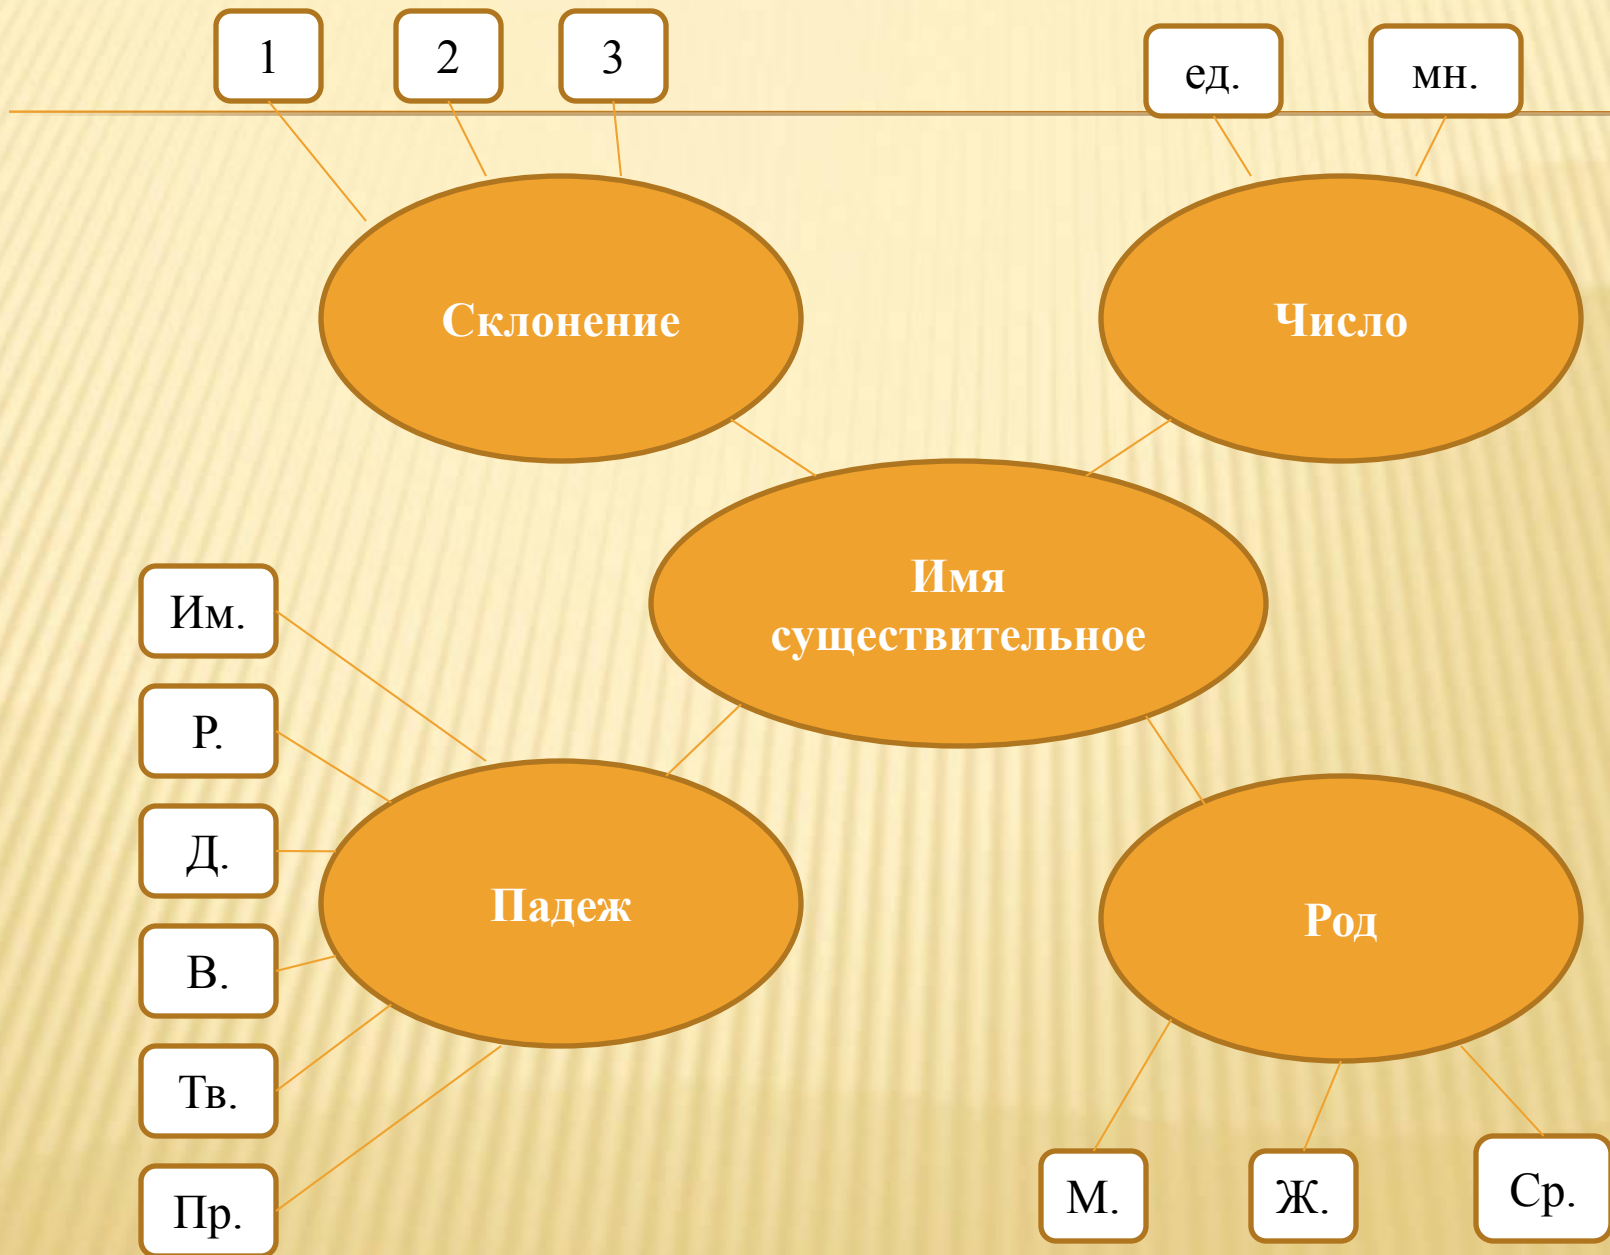 1
2
3
ед.
мн.
Склонение
Число
Имя
существительное
Им.
Р.
Д.
В.
Тв.
Пр.
Падеж
Род
М.
Ж.
Ср.